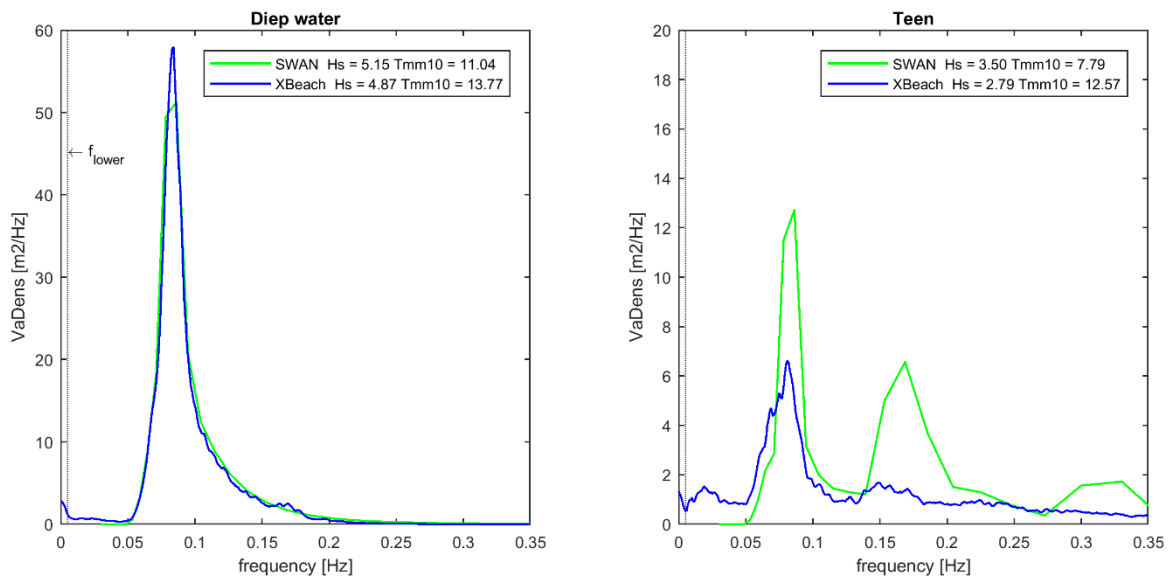 Diep water
SWAN Hs = 5.15 Tmm10 = 11.04
XBeach Hs = 4.87 Tmm10 = 13.77
← f_lower
VaDens [m2/Hz]
60
50
40
30
20
10
0
0 0.05 0.1 0.15 0.2 0.25 0.3 0.35
frequency [Hz]
Teen
SWAN Hs = 3.50 Tmm10 = 7.79
XBeach Hs = 2.79 Tmm10 = 12.57
VaDens [m2/Hz]
20
18
16
14
12
10
8
6
4
2
0
0 0.05 0.1 0.15 0.2 0.25 0.3 0.35
frequency [Hz]